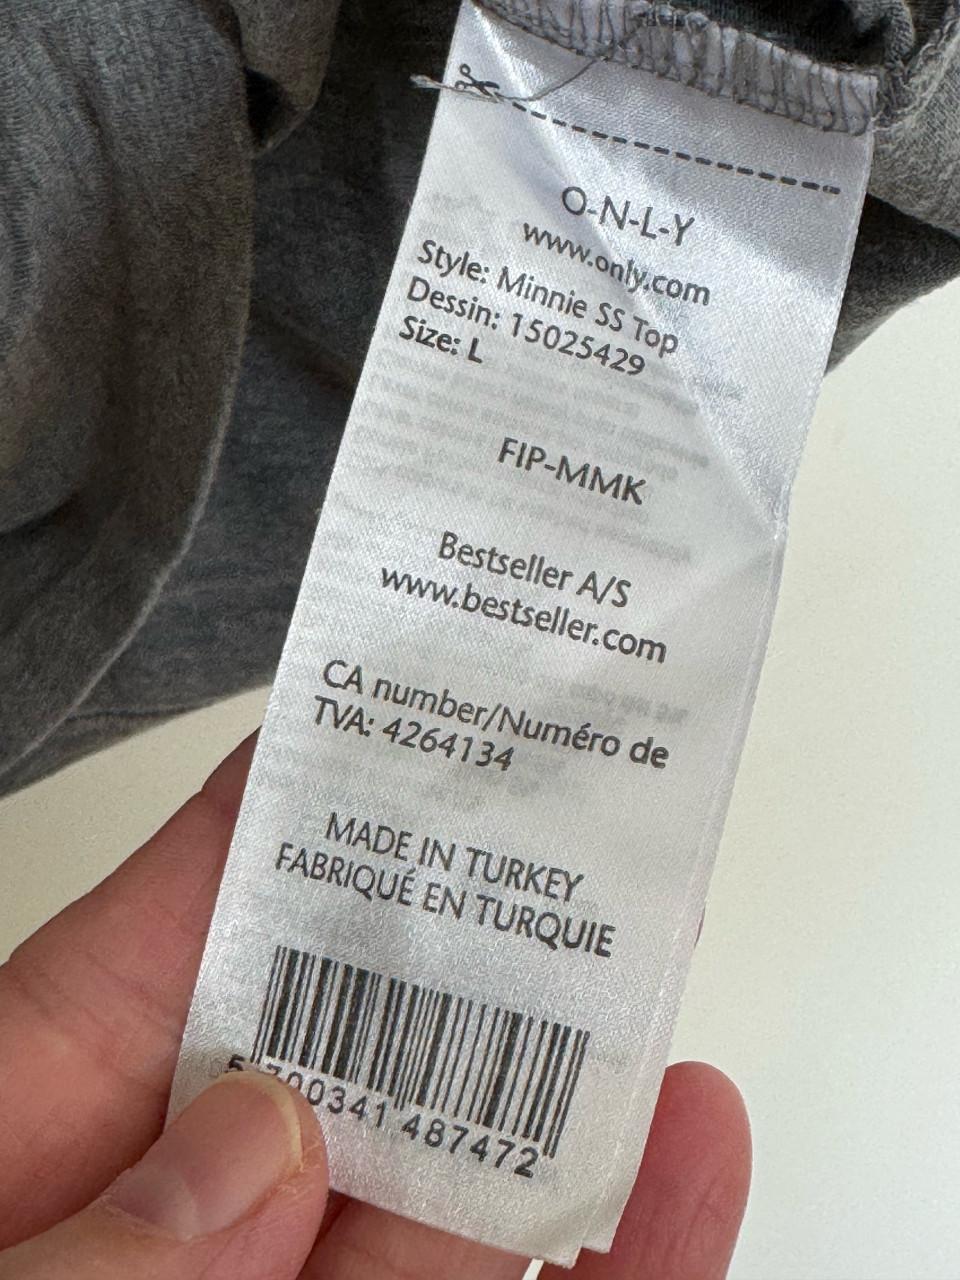 O-N-L-Y
www.only.com
Style: Minnie SS Top
Dessin: 15025429
Size: L
FIP-MMK
Bestseller A/S
www.bestseller.com
CA number/Numéro de
TVA: 4264134
MADE IN TURKEY
FABRIQUÉ EN TURQUIE
5 700341 487472